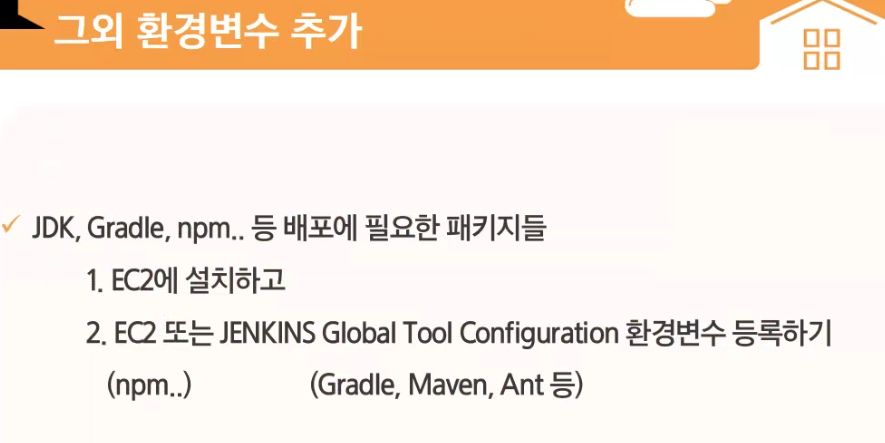 그외 환경변수 추가
✓ JDK, Gradle, npm.. 등 배포에 필요한 패키지들
1. EC2에 설치하고
2. EC2 또는 JENKINS Global Tool Configuration 환경변수 등록하기
(npm..) (Gradle, Maven, Ant 등)